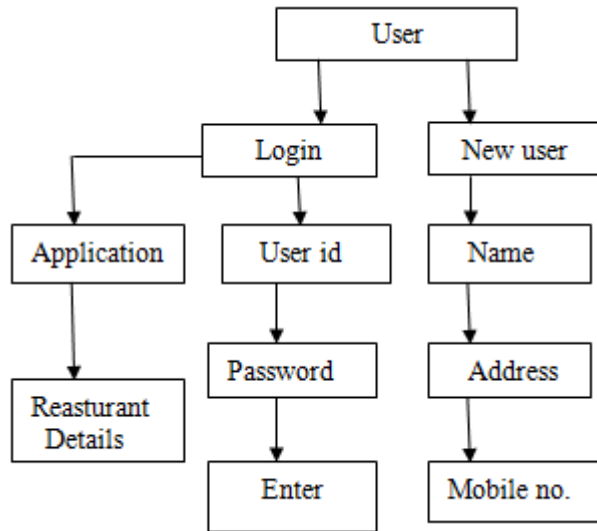 User
Login
New user
Application
User id
Name
Password
Address
Reasturant
Details
Enter
Mobile no.